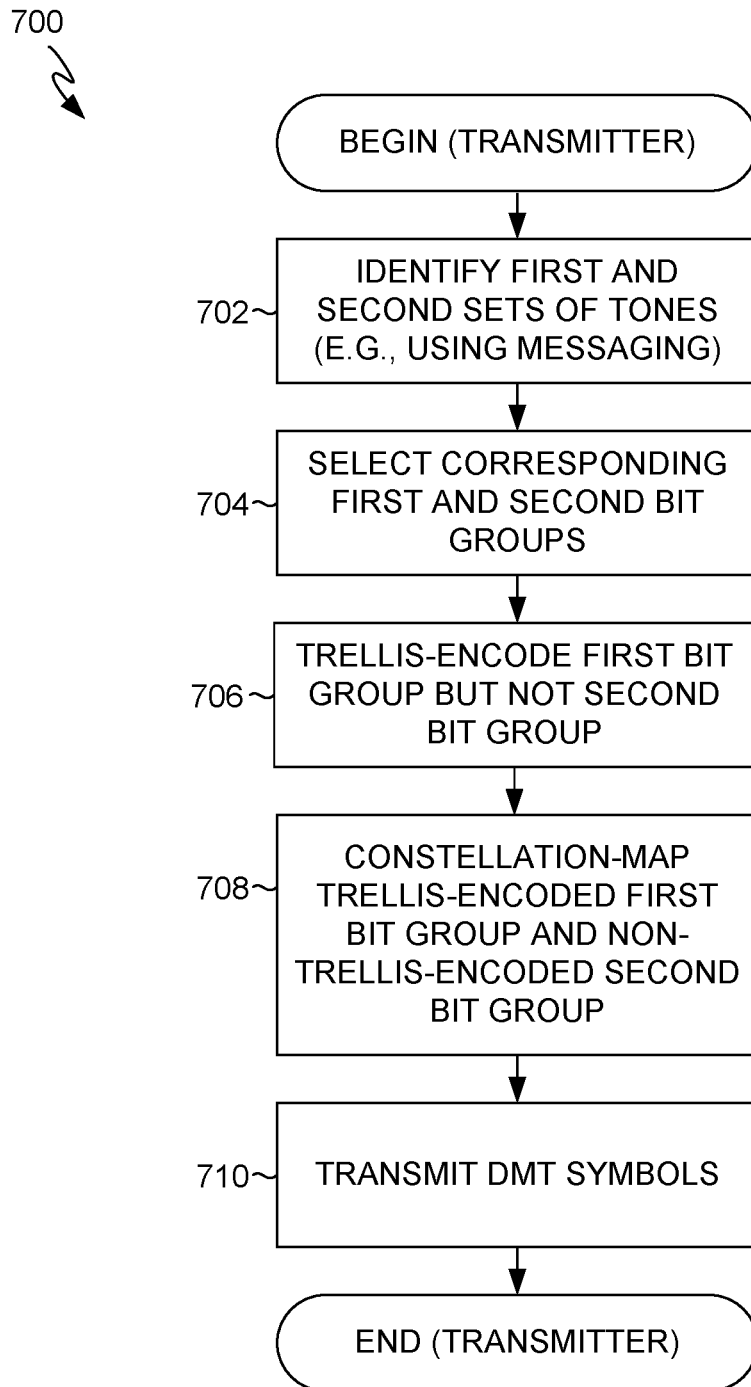 700
BEGIN (TRANSMITTER)
IDENTIFY FIRST AND
SECOND SETS OF TONES
(E.G., USING MESSAGING)
702
SELECT CORRESPONDING
FIRST AND SECOND BIT
GROUPS
704
TRELLIS-ENCODE FIRST BIT
GROUP BUT NOT SECOND
BIT GROUP
706
CONSTELLATION-MAP
TRELLIS-ENCODED FIRST
BIT GROUP AND NON-
TRELLIS-ENCODED SECOND
BIT GROUP
708
TRANSMIT DMT SYMBOLS
710
END (TRANSMITTER)